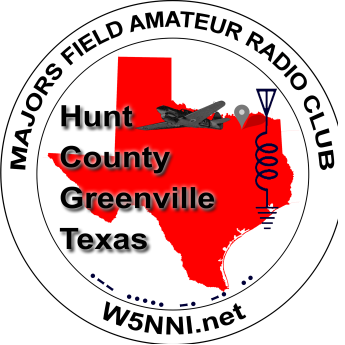 MAJORS FIELD AMATEUR RADIO CLUB
Hunt
County
Greenville
Texas
W5NNI.net